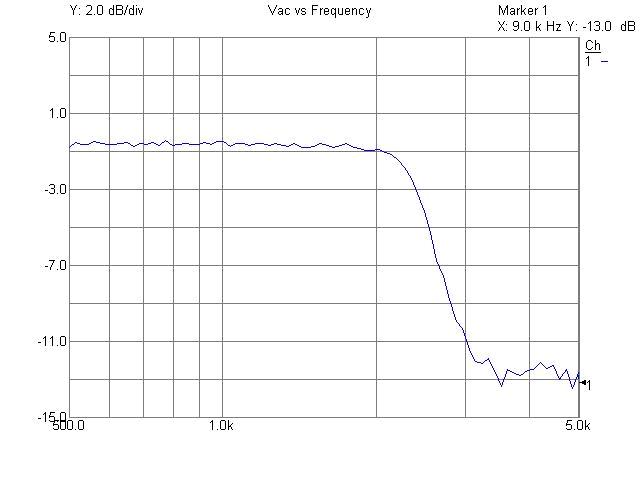 Y: 2.0 dB/div Vac vs Frequency Marker 1
X: 9.0 k Hz Y: -13.0 dB
5.0
Ch
1
1.0
-3.0
-7.0
-11.0
1
-15.0
500.0 1.0k 5.0k